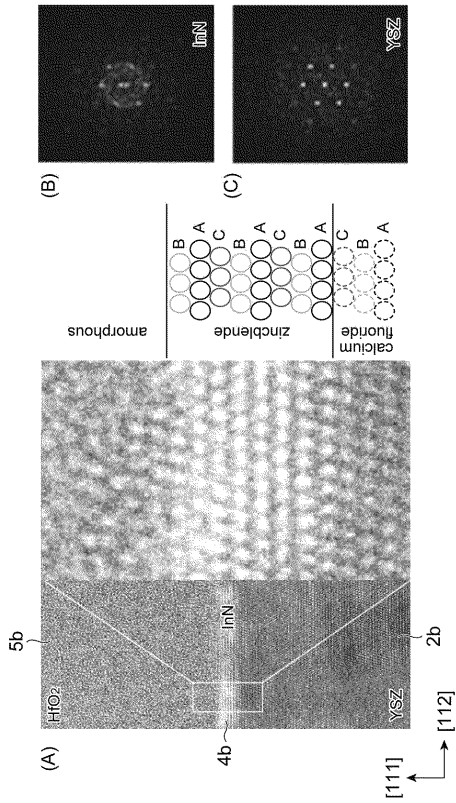 (A)
5b
HfO2
4b
InN
YSZ
2b
[111]
[112]
amorphous
zincblende
calcium
fluoride
B
A
C
B
A
C
B
A
C
B
A
(B)
InN
(C)
YSZ